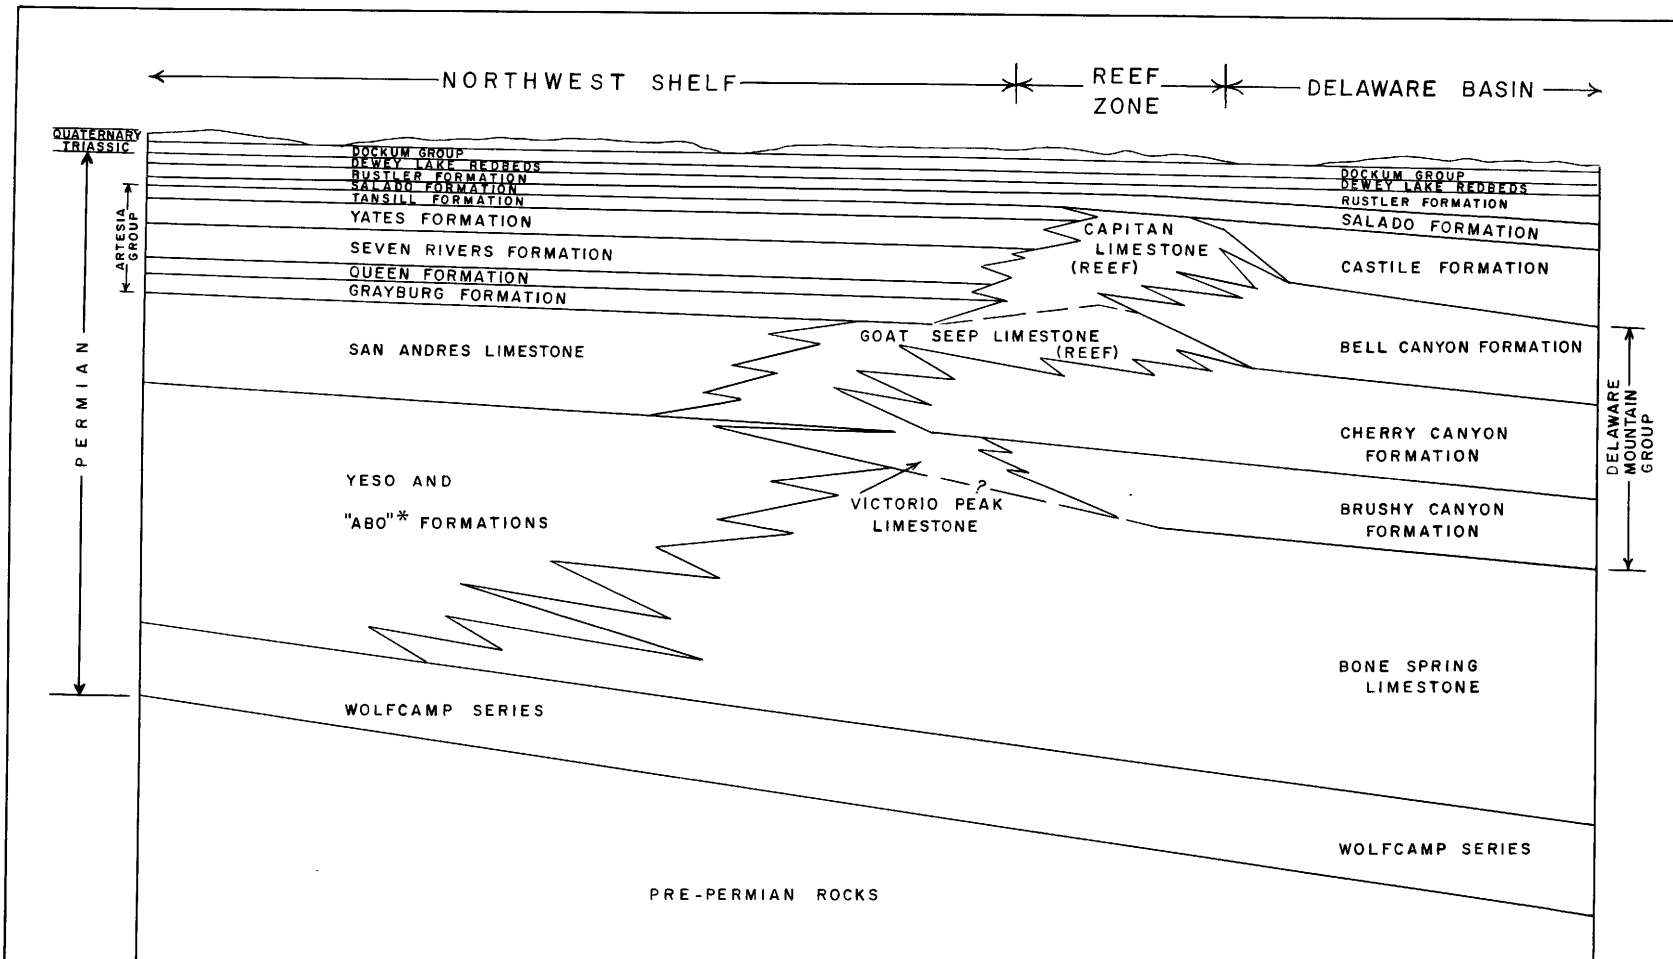 NORTHWEST SHELF
REEF
ZONE
DELAWARE BASIN
QUATERNARY
TRIASSIC
PERMIAN
ARTESIA
GROUP
DOCKUM GROUP
DEWEY LAKE REDBEDS
RUSTLER FORMATION
SALADO FORMATION
TANSILL FORMATION
YATES FORMATION
SEVEN RIVERS FORMATION
QUEEN FORMATION
GRAYBURG FORMATION
SAN ANDRES LIMESTONE
YESO AND
"ABO"* FORMATIONS
WOLFCAMP SERIES
CAPITAN
LIMESTONE
(REEF)
GOAT SEEP LIMESTONE
(REEF)
?
VICTORIO PEAK
LIMESTONE
DOCKUM GROUP
DEWEY LAKE REDBEDS
RUSTLER FORMATION
SALADO FORMATION
CASTILE FORMATION
BELL CANYON FORMATION
CHERRY CANYON
FORMATION
BRUSHY CANYON
FORMATION
DELAWARE
MOUNTAIN
GROUP
BONE SPRING
LIMESTONE
WOLFCAMP SERIES
PRE-PERMIAN ROCKS